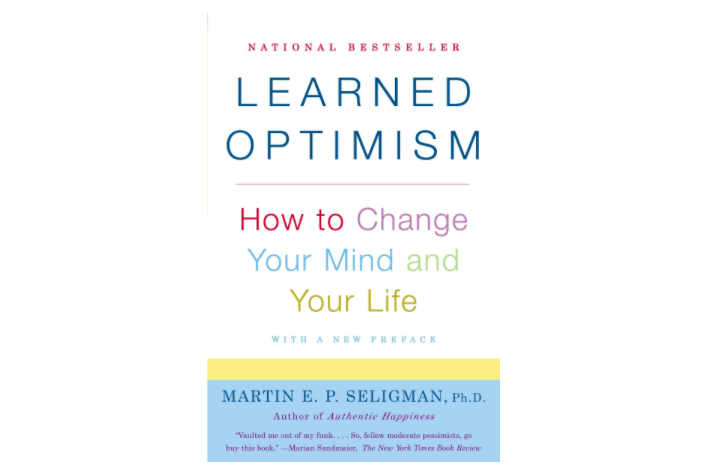 NATIONAL BESTSELLER
LEARNED
OPTIMISM
How to Change
Your Mind and
Your Life
WITH A NEW PREFACE
MARTIN E. P. SELIGMAN, Ph.D.
Author of Authentic Happiness
"Vaulted me out of my funk. . . . So, fellow moderate pessimists, go
buy this book." —Marian Sandmaier, The New York Times Book Review